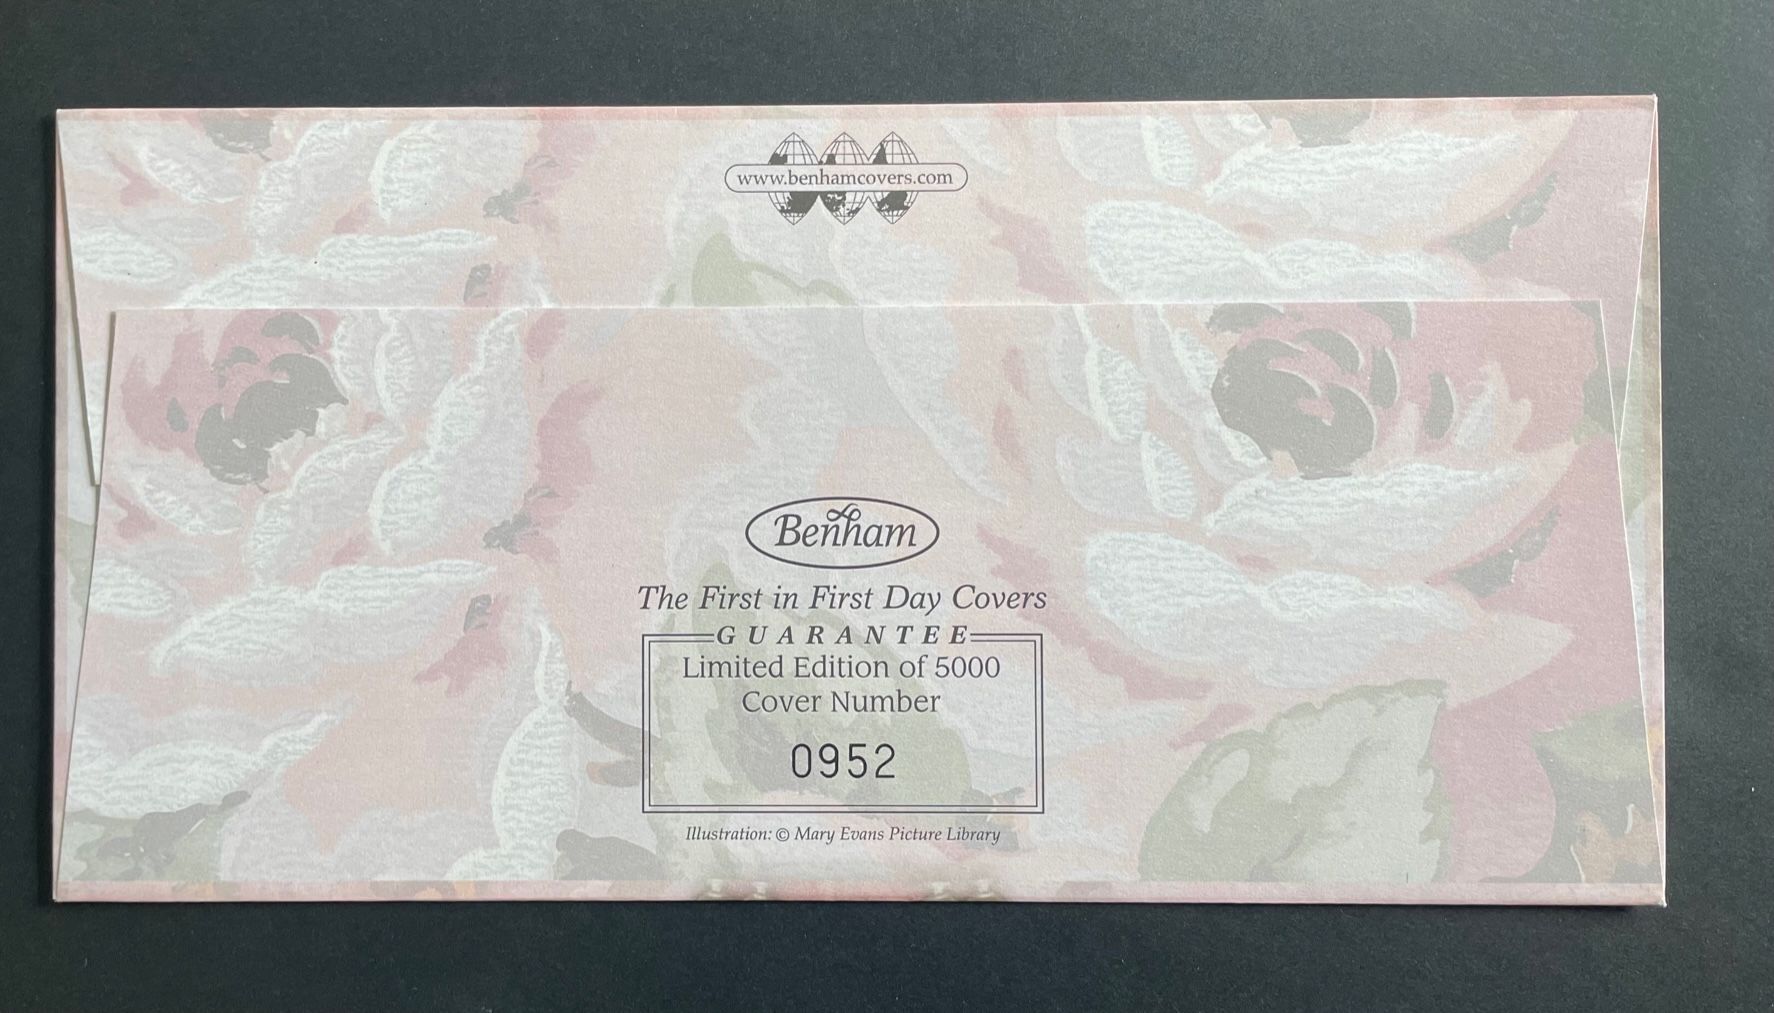 www.benhamcovers.com
Benham
The First in First Day Covers
GUARANTEE
Limited Edition of 5000
Cover Number
0952
Illustration: © Mary Evans Picture Library